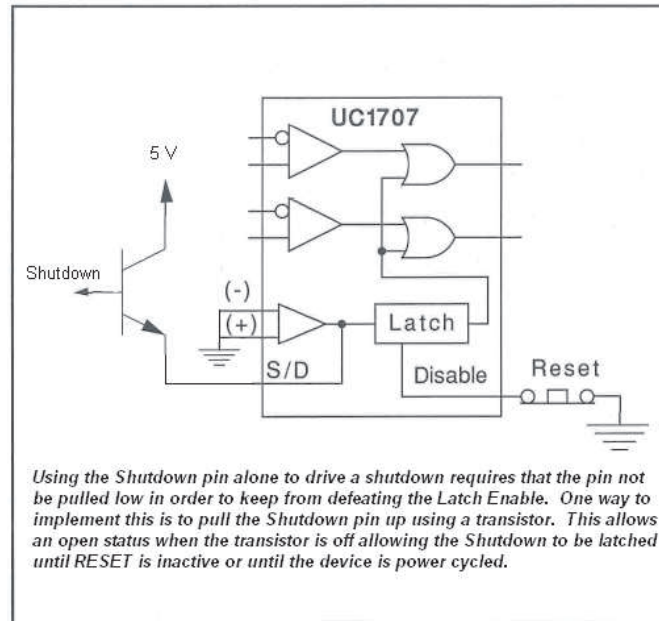 UC1707
5 V
Shutdown
(-)
(+)
Latch
S/D
Disable
Reset
Using the Shutdown pin alone to drive a shutdown requires that the pin not
be pulled low in order to keep from defeating the Latch Enable. One way to
implement this is to pull the Shutdown pin up using a transistor. This allows
an open status when the transistor is off allowing the Shutdown to be latched
until RESET is inactive or until the device is power cycled.